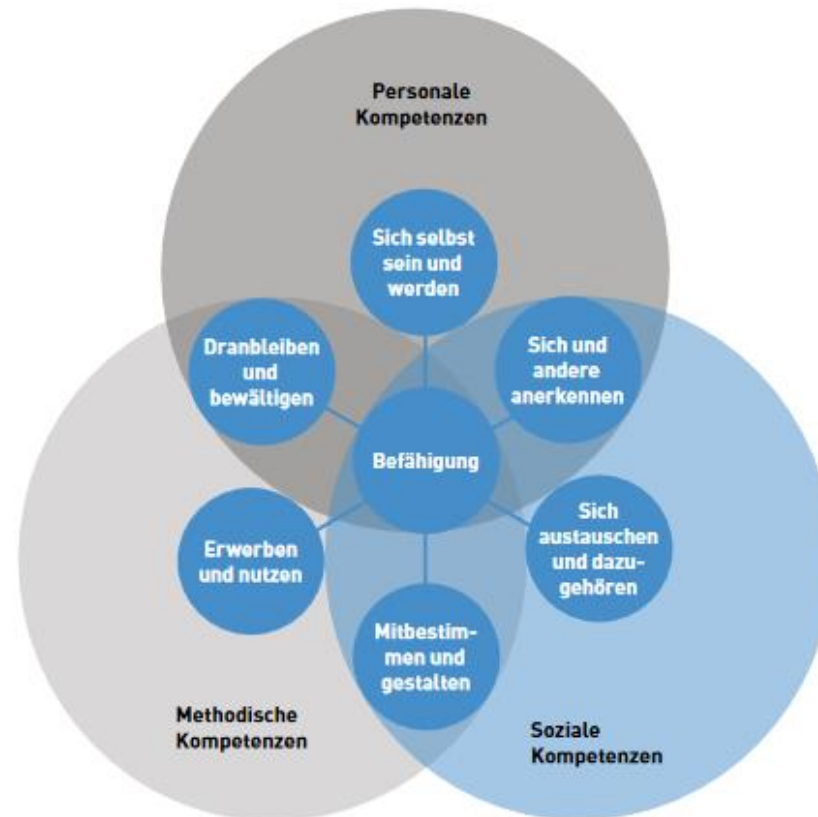 Personale
Kompetenzen
Sich selbst
sein und
werden
Dranbleiben
und
bewältigen
Sich und
andere
anerkennen
Befähigung
Erwerben
und nutzen
Sich
austauschen
und dazu-
gehören
Mitbestim-
men und
gestalten
Methodische
Kompetenzen
Soziale
Kompetenzen